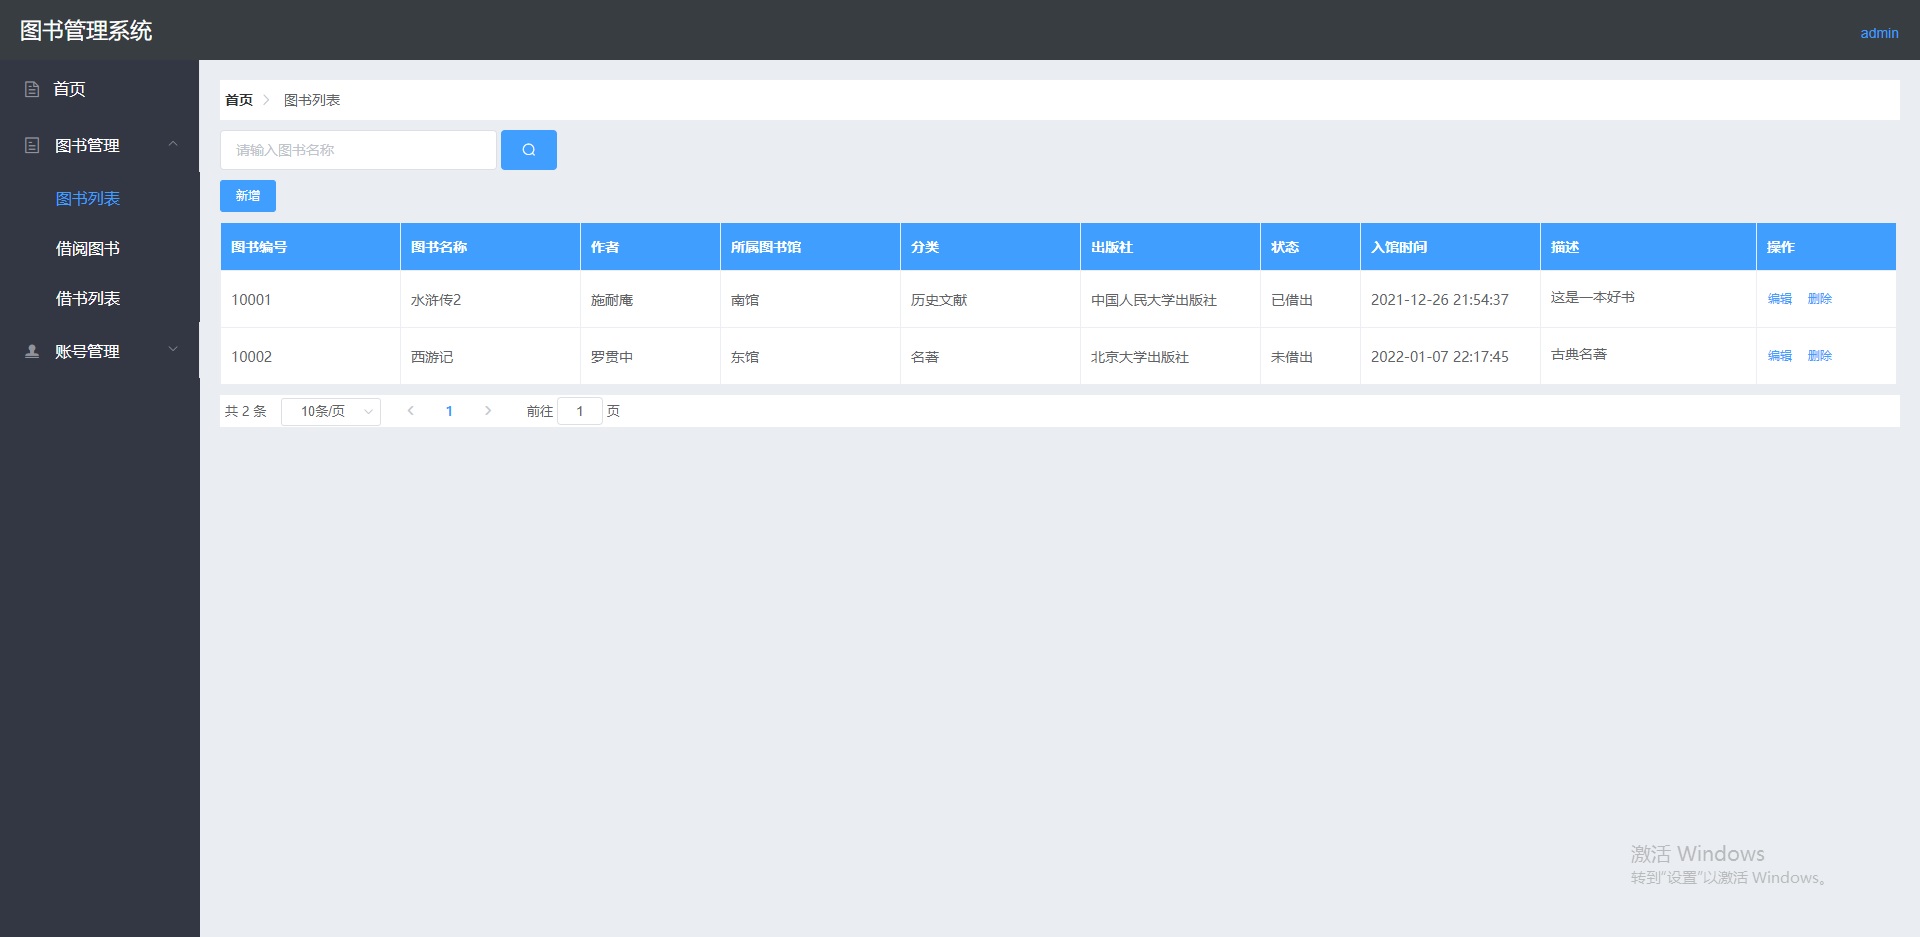 图书管理系统
admin
首页
图书管理
图书列表
借阅图书
借书列表
账号管理
首页 图书列表
请输入图书名称
新增
图书编号 图书名称 作者 所属图书馆 分类 出版社 状态 入馆时间 描述 操作
10001 水浒传2 施耐庵 南馆 历史文献 中国人民大学出版社 已借出 2021-12-26 21:54:37 这是一本好书 编辑 删除
10002 西游记 罗贯中 东馆 名著 北京大学出版社 未借出 2022-01-07 22:17:45 古典名著 编辑 删除
共 2 条 10条/页 1 前往 1 页
激活 Windows
转到“设置”以激活 Windows。